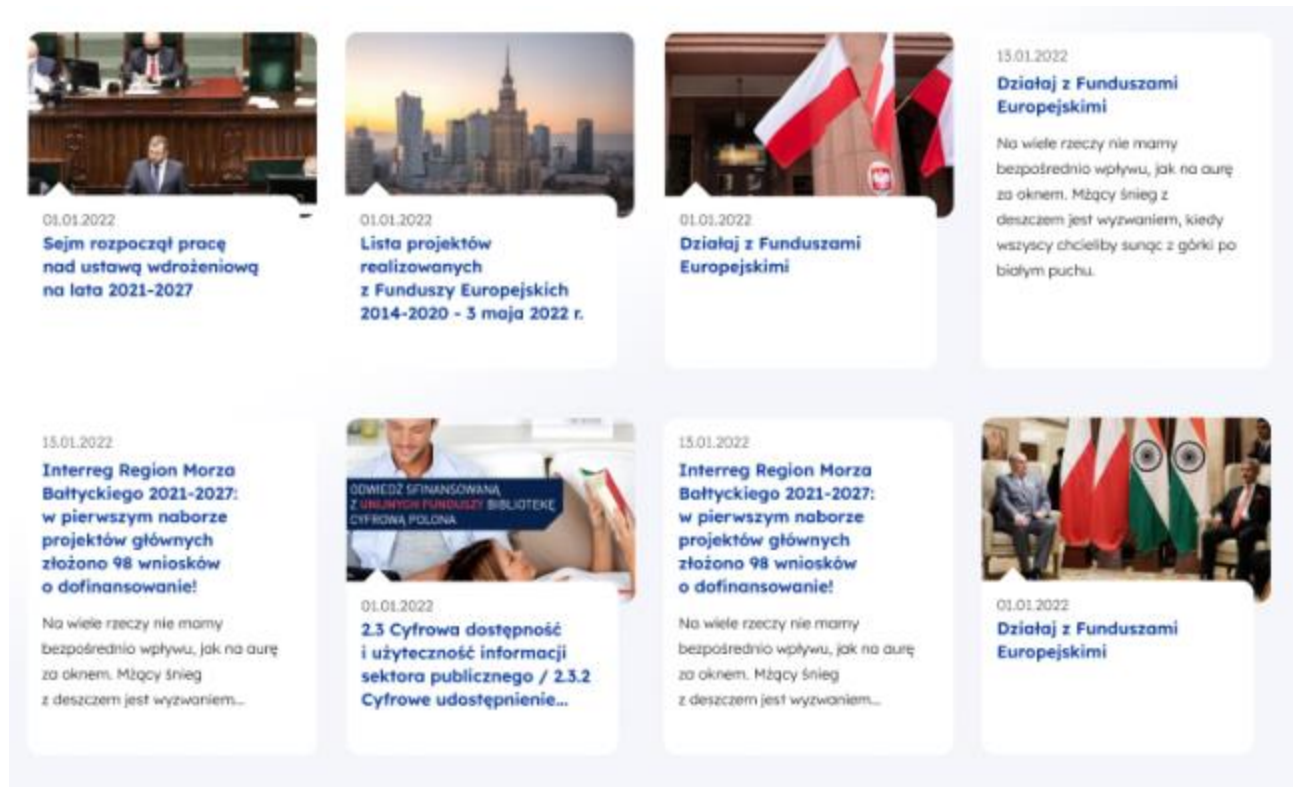 01.01.2022
Sejm rozpoczął pracę
nad ustawą wdrożeniową
na lata 2021-2027
01.01.2022
Lista projektów
realizowanych
z Funduszy Europejskich
2014-2020 - 3 maja 2022 r.
01.01.2022
Działaj z Funduszami
Europejskimi
13.01.2022
Działaj z Funduszami
Europejskimi
Na wiele rzeczy nie mamy
bezpośrednio wpływu, jak na aurę
za oknem. Mżący śnieg z
deszczem jest wyzwaniem, kiedy
wszyscy chcieliby sunąc z górki po
białym puchu.
13.01.2022
Interreg Region Morza
Bałtyckiego 2021-2027:
w pierwszym naborze
projektów głównych
złożono 98 wniosków
o dofinansowanie!
Na wiele rzeczy nie mamy
bezpośrednio wpływu, jak na aurę
za oknem. Mżący śnieg
z deszczem jest wyzwaniem...
ODWIEDŹ SFINANSOWANĄ
Z UNIJNYCH FUNDUSZY BIBLIOTEKĘ
CYFROWĄ POLONA
01.01.2022
2.3 Cyfrowa dostępność
i użyteczność informacji
sektora publicznego / 2.3.2
Cyfrowe udostępnienie...
13.01.2022
Interreg Region Morza
Bałtyckiego 2021-2027:
w pierwszym naborze
projektów głównych
złożono 98 wniosków
o dofinansowanie!
Na wiele rzeczy nie mamy
bezpośrednio wpływu, jak na aurę
za oknem. Mżący śnieg
z deszczem jest wyzwaniem...
01.01.2022
Działaj z Funduszami
Europejskimi